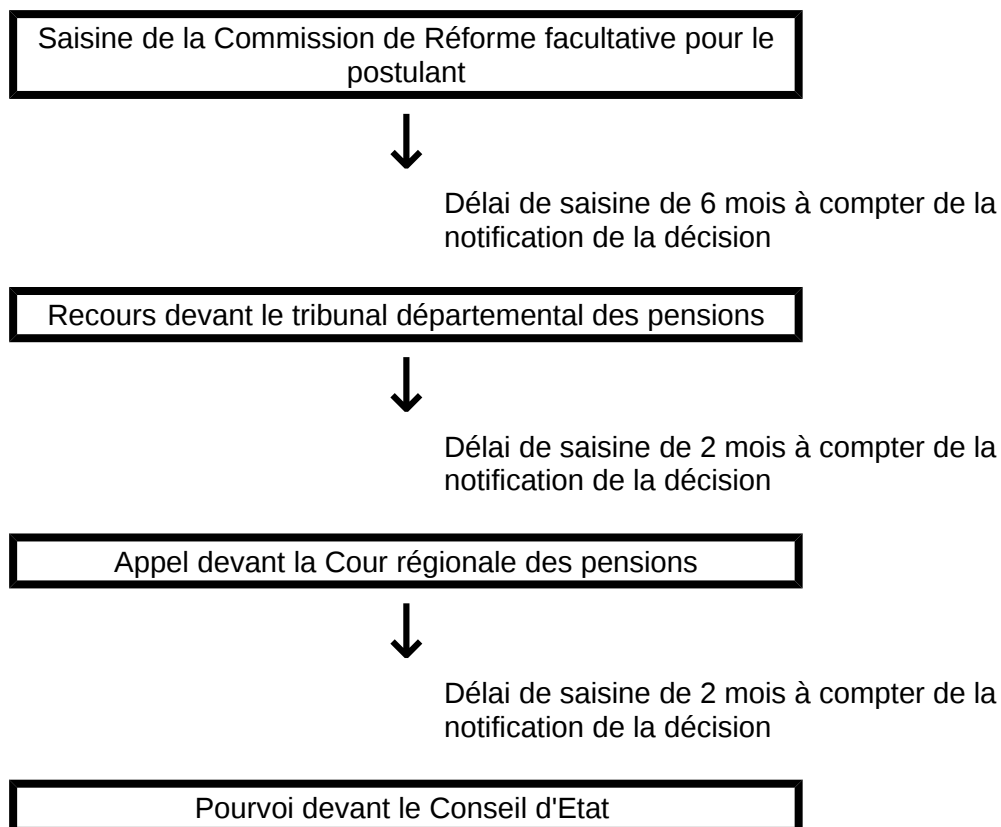 Saisine de la Commission de Réforme facultative pour le
postulant
Délai de saisine de 6 mois à compter de la
notification de la décision
Recours devant le tribunal départemental des pensions
Délai de saisine de 2 mois à compter de la
notification de la décision
Appel devant la Cour régionale des pensions
Délai de saisine de 2 mois à compter de la
notification de la décision
Pourvoi devant le Conseil d'Etat